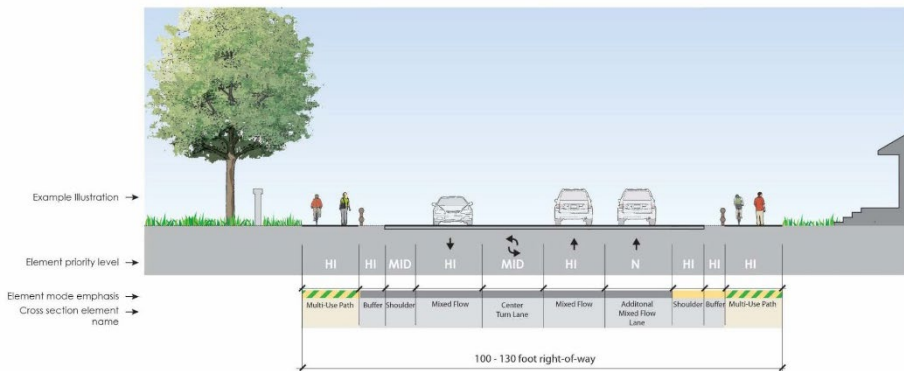 Example Illustration
Element priority level
HI HI MID HI MID HI N HI HI HI
Element mode emphasis
Cross section element
name
Multi-Use Path
Buffer
Shoulder
Mixed Flow
Center
Turn Lane
Mixed Flow
Additonal
Mixed Flow
Lane
Shoulder
Buffer
Multi-Use Path
100 - 130 foot right-of-way